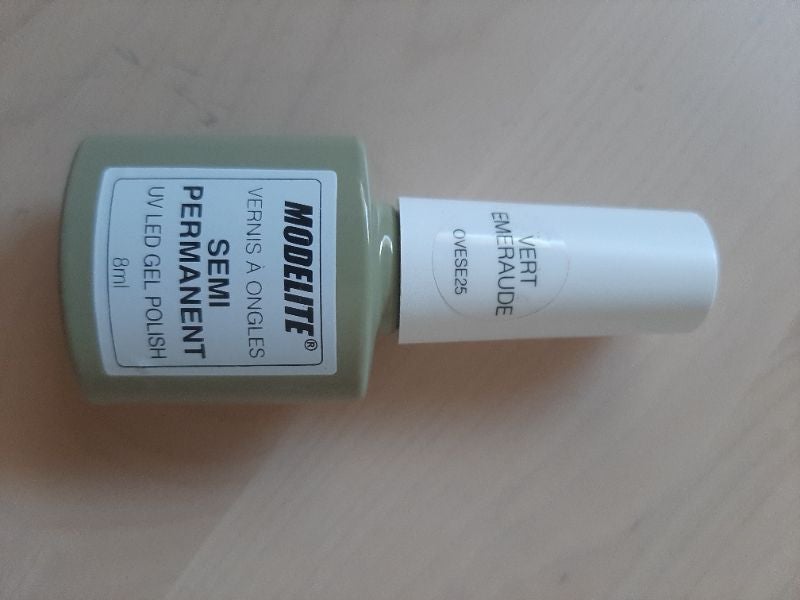 MODELITE®
VERNIS À ONGLES
SEMI
PERMANENT
UV LED GEL POLISH
8ml
VERT
EMERAUDE
OVESE25